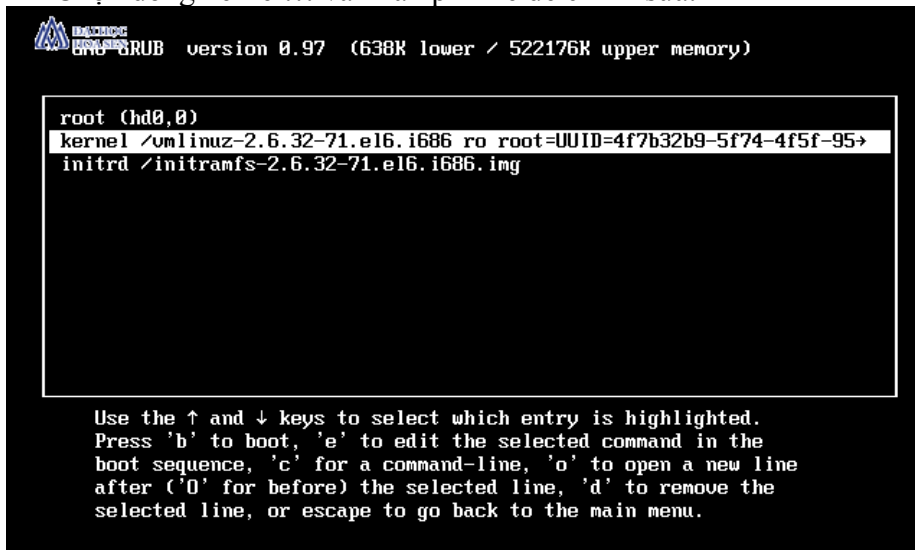 ĐẠI HỌC
HOA SEN
GNU GRUB version 0.97 (638K lower / 522176K upper memory)
root (hd0,0)
kernel /vmlinuz-2.6.32-71.el6.i686 ro root=UUID=4f7b32b9-5f74-4f5f-95→
initrd /initramfs-2.6.32-71.el6.i686.img
Use the ↑ and ↓ keys to select which entry is highlighted.
Press 'b' to boot, 'e' to edit the selected command in the
boot sequence, 'c' for a command-line, 'o' to open a new line
after ('O' for before) the selected line, 'd' to remove the
selected line, or escape to go back to the main menu.